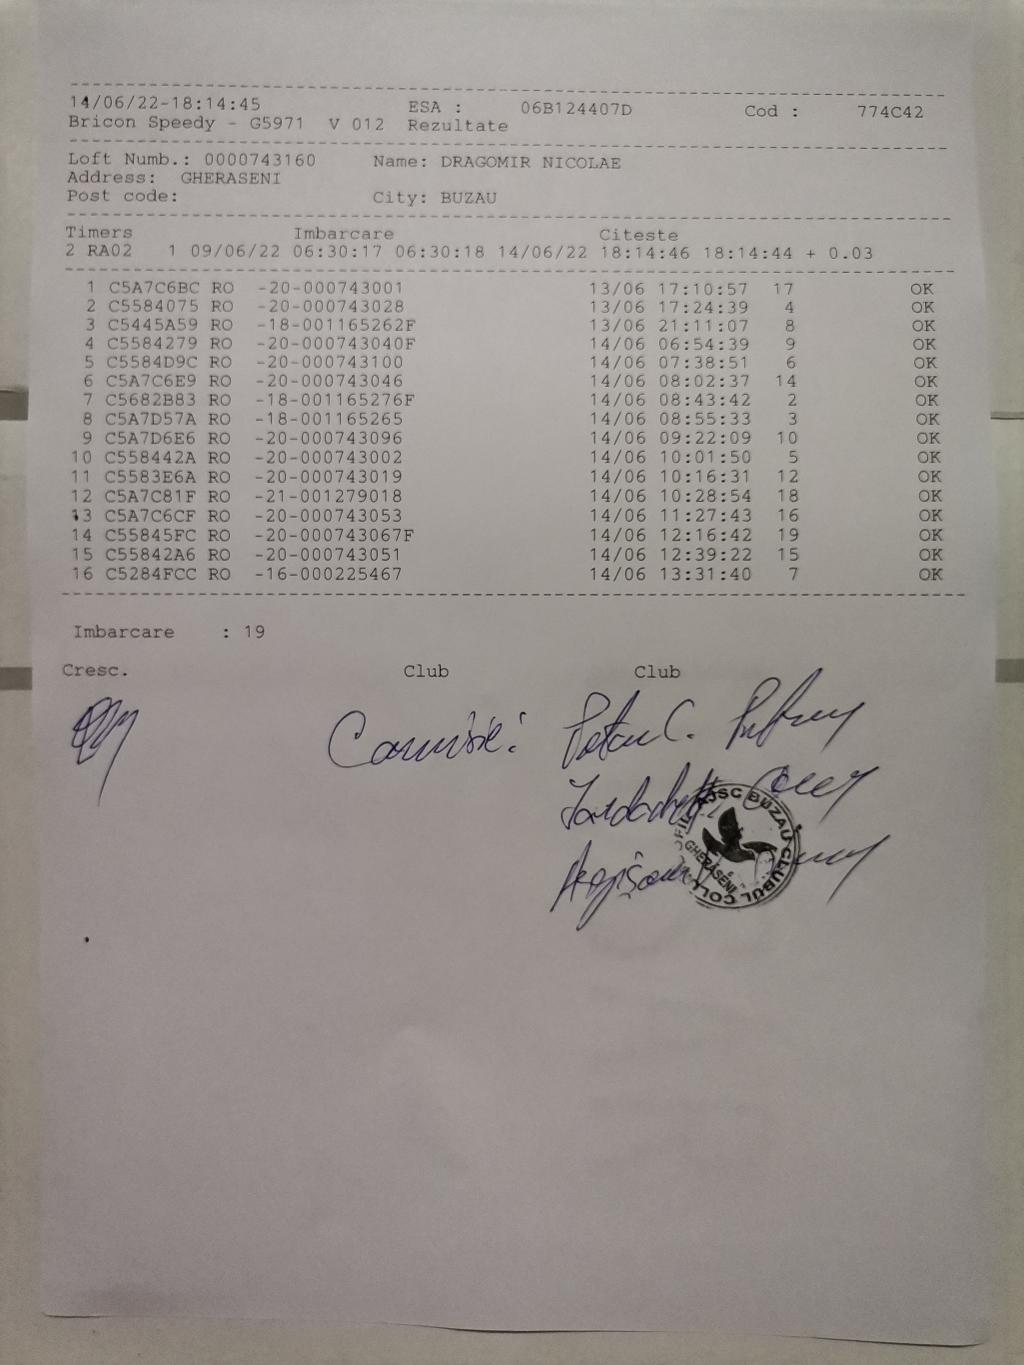 14/06/22-18:14:45 ESA : 06B124407D Cod : 774C42
Bricon Speedy - G5971 V 012 Rezultate
Loft Numb.: 0000743160 Name: DRAGOMIR NICOLAE
Address: GHERASENI
Post code: City: BUZAU
Timers Imbarcare Citeste
2 RA02 1 09/06/22 06:30:17 06:30:18 14/06/22 18:14:46 18:14:44 + 0.03
1 C5A7C6BC RO -20-000743001 13/06 17:10:57 17 OK
2 C5584075 RO -20-000743028 13/06 17:24:39 4 OK
3 C5445A59 RO -18-001165262F 13/06 21:11:07 8 OK
4 C5584279 RO -20-000743040F 14/06 06:54:39 9 OK
5 C5584D9C RO -20-000743100 14/06 07:38:51 6 OK
6 C5A7C6E9 RO -20-000743046 14/06 08:02:37 14 OK
7 C5682B83 RO -18-001165276F 14/06 08:43:42 2 OK
8 C5A7D57A RO -18-001165265 14/06 08:55:33 3 OK
9 C5A7D6E6 RO -20-000743096 14/06 09:22:09 10 OK
10 C558442A RO -20-000743002 14/06 10:01:50 5 OK
11 C5583E6A RO -20-000743019 14/06 10:16:31 12 OK
12 C5A7C81F RO -21-001279018 14/06 10:28:54 18 OK
13 C5A7C6CF RO -20-000743053 14/06 11:27:43 16 OK
14 C55845FC RO -20-000743067F 14/06 12:16:42 19 OK
15 C55842A6 RO -20-000743051 14/06 12:39:22 15 OK
16 C5284FCC RO -16-000225467 14/06 13:31:40 7 OK
Imbarcare : 19
Cresc. Club Club
AJSC BUZAU CLUBUL
GHERASENI